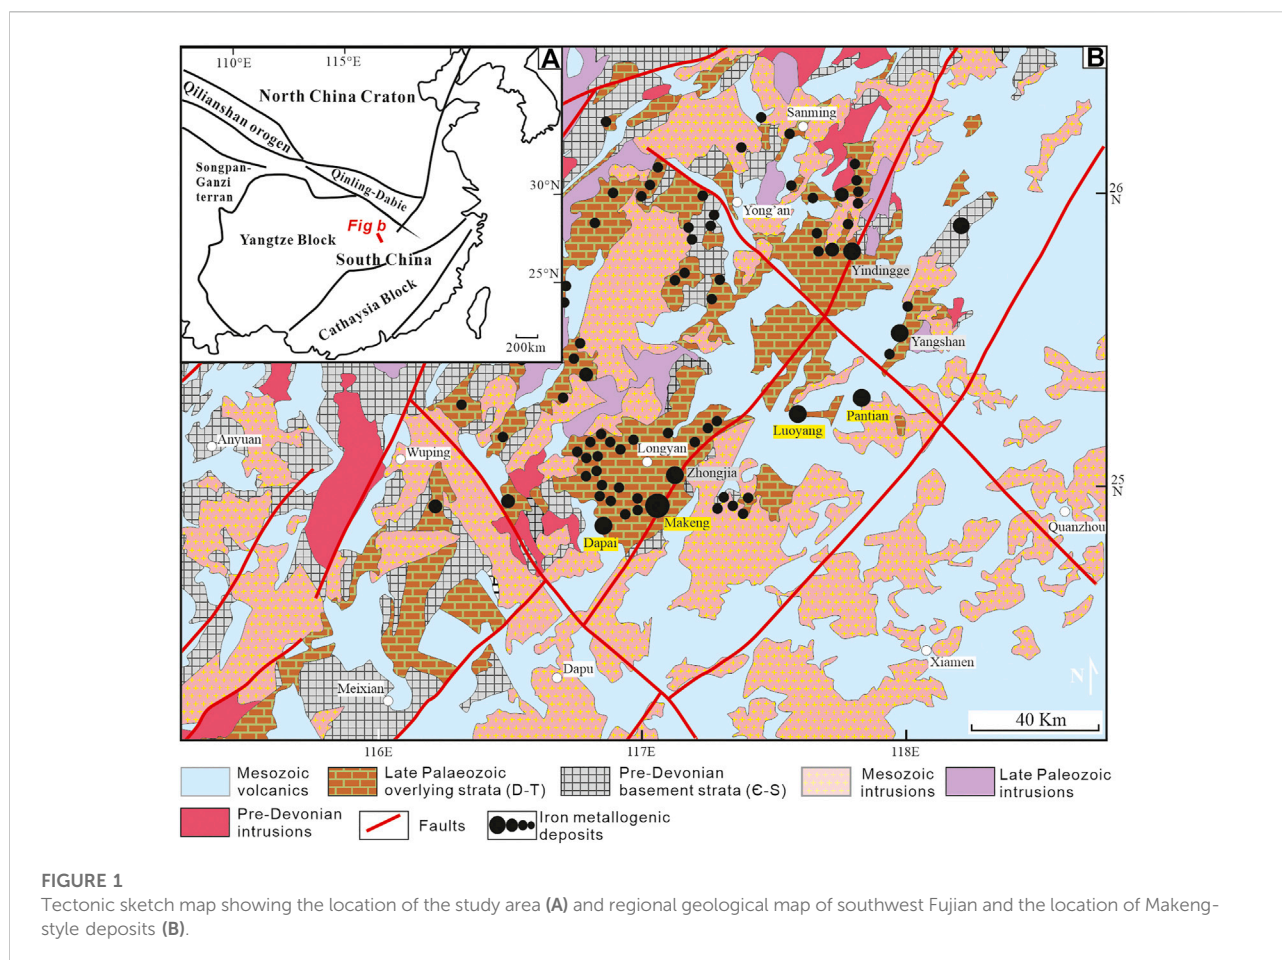 110°E
115°E
A
B
North China Craton
Qilianshan orogen
Songpan-
Ganzi
terran
Qinling-Dabie
30°N
Fig b
Yangtze Block
South China
25°N
Cathaysia Block
200km
Sanming
26
N
Yong'an
Yindingge
Yangshan
Pantian
Luoyang
Anyuan
Wuping
Longyan
Zhongjia
25
N
Makeng
Quanzhou
Dapai
Xiamen
Dapu
Meixian
N
40 Km
116E
117E
118E
Mesozoic
volcanics
Late Palaeozoic
overlying strata (D-T)
Pre-Devonian
basement strata (Є-S)
Mesozoic
intrusions
Late Paleozoic
intrusions
Pre-Devonian
intrusions
Faults
Iron metallogenic
deposits
FIGURE 1
Tectonic sketch map showing the location of the study area (A) and regional geological map of southwest Fujian and the location of Makeng-
style deposits (B).